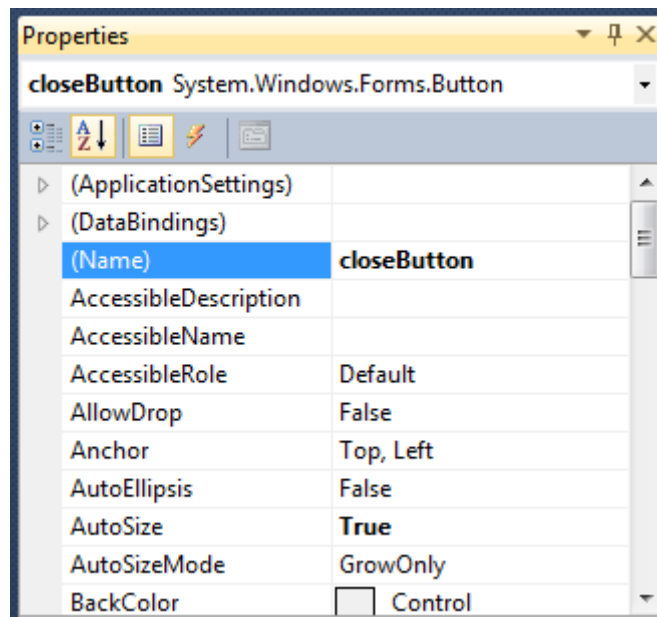 Properties
closeButton System.Windows.Forms.Button
A Z
(ApplicationSettings)
(DataBindings)
(Name) closeButton
AccessibleDescription
AccessibleName
AccessibleRole Default
AllowDrop False
Anchor Top, Left
AutoEllipsis False
AutoSize True
AutoSizeMode GrowOnly
BackColor Control